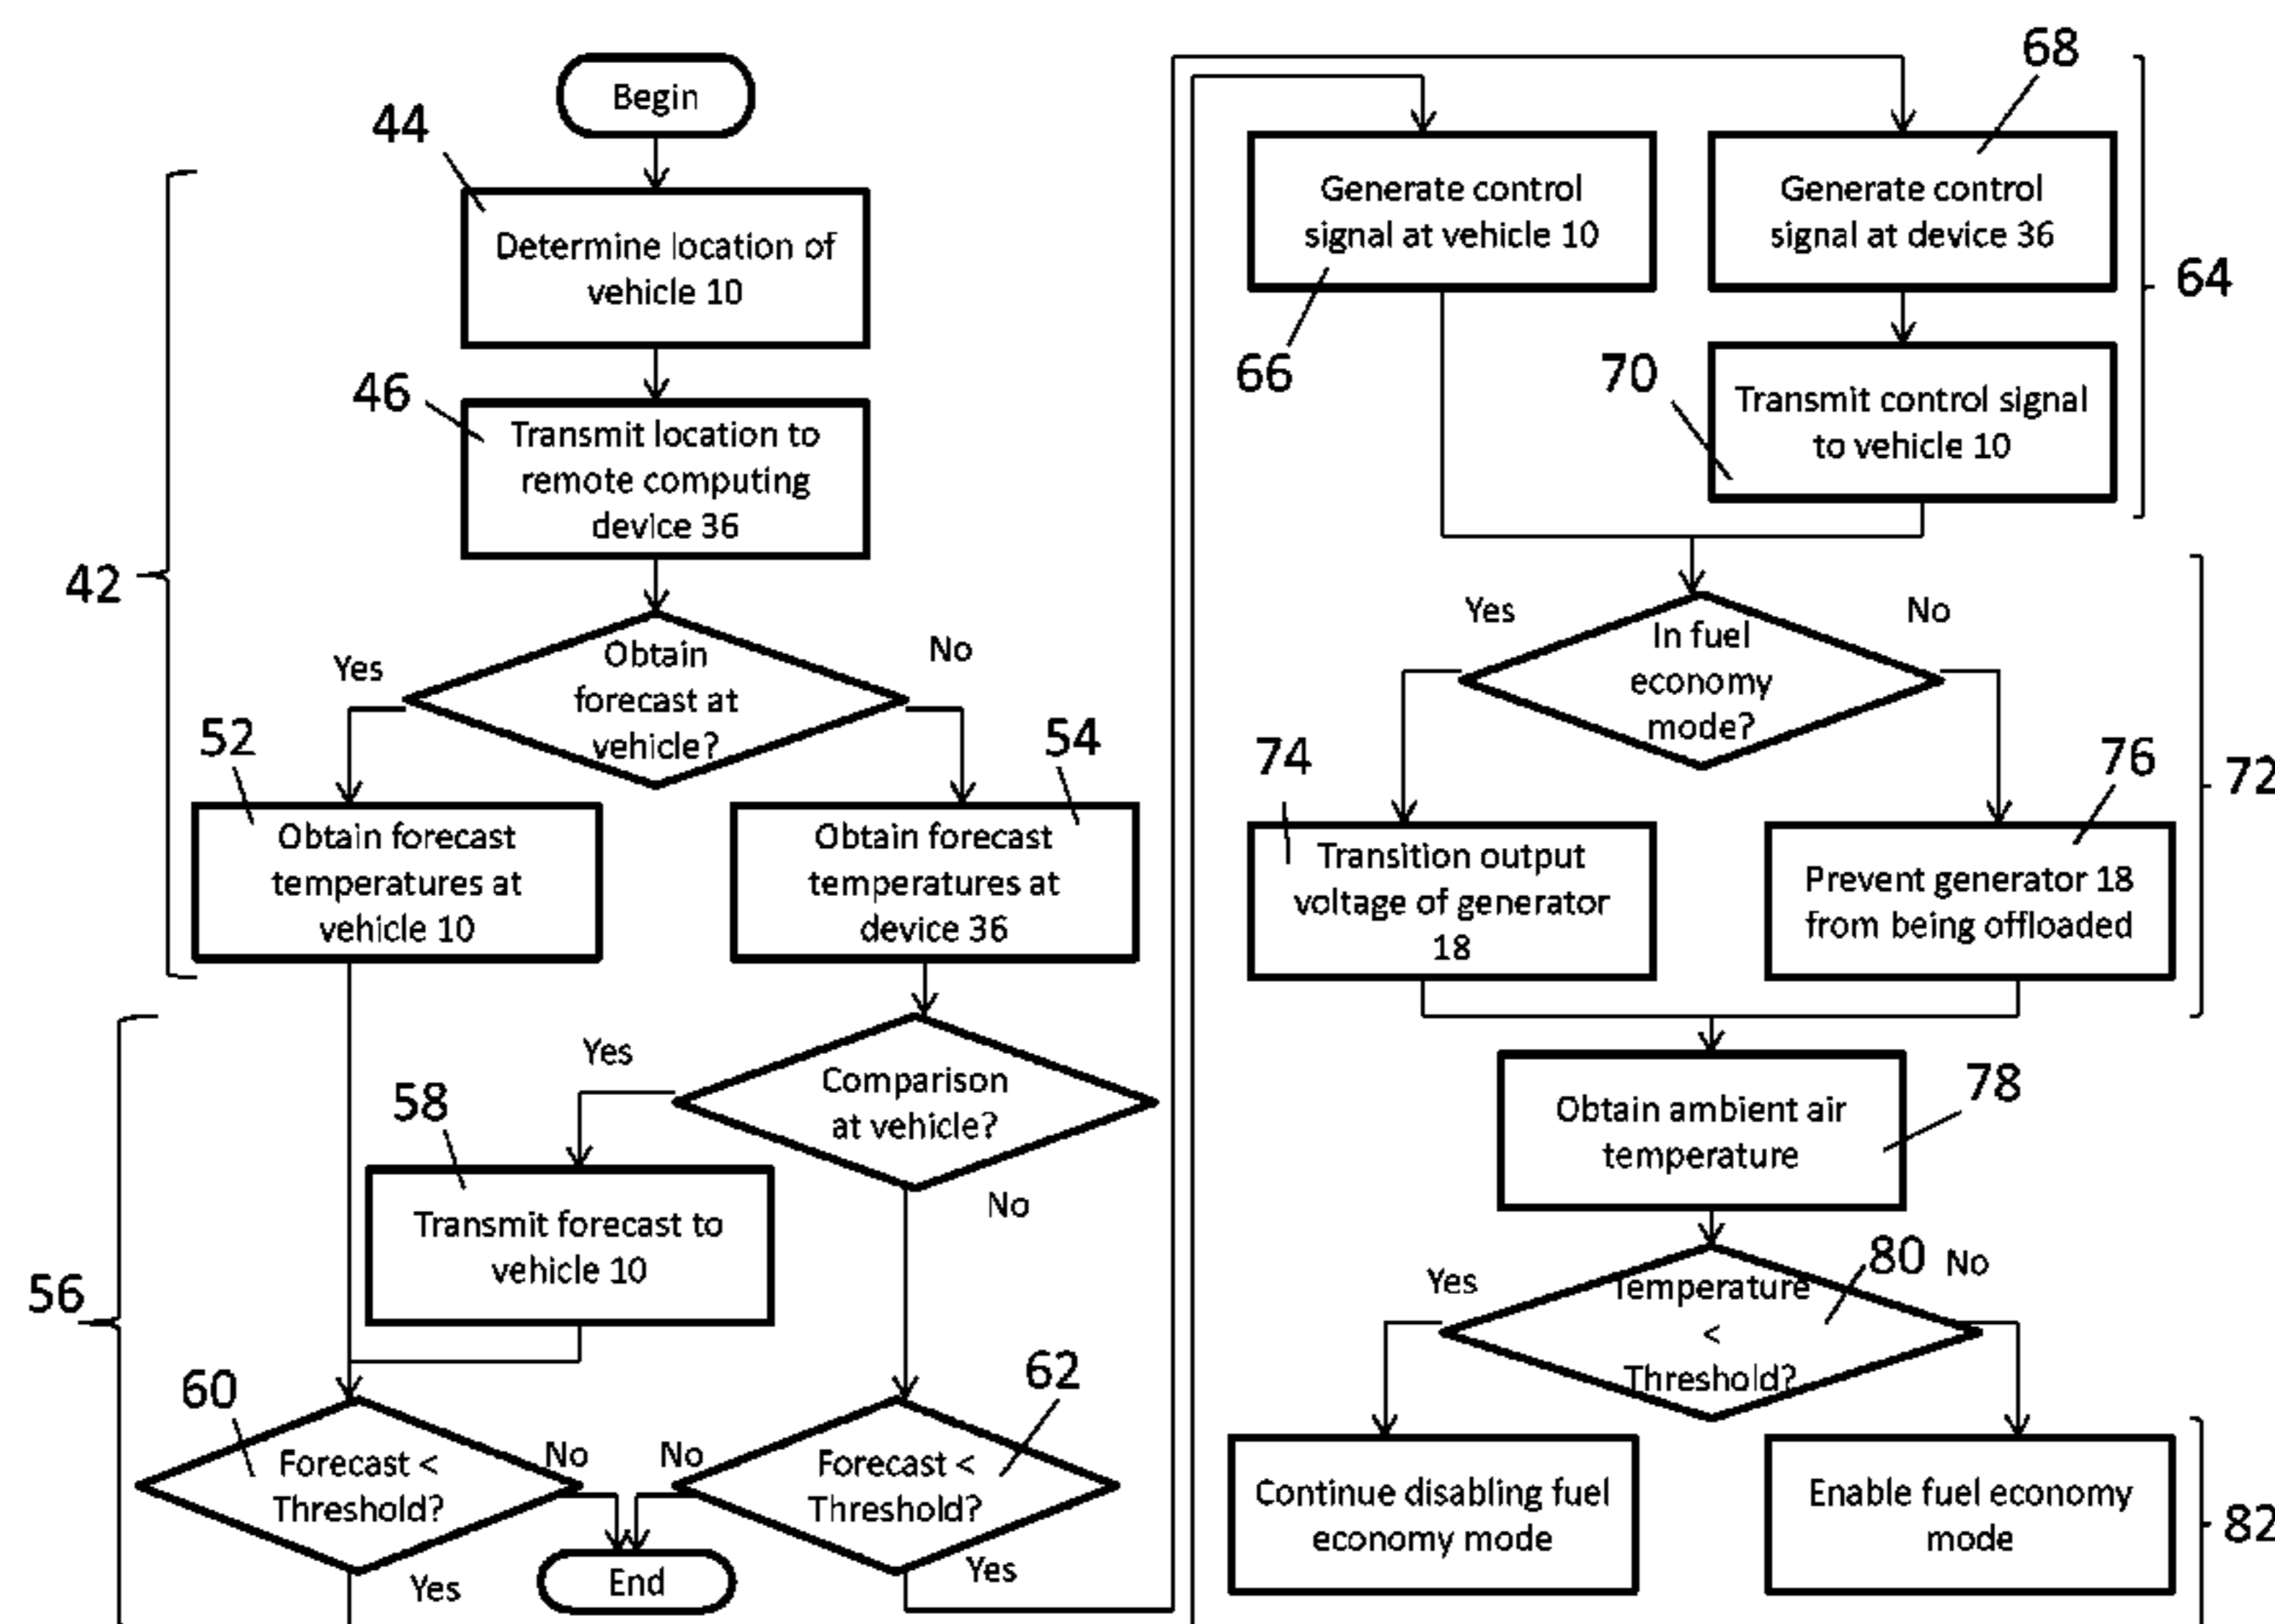 Begin
44
Determine location of
vehicle 10
46
Transmit location to
remote computing
device 36
42
Obtain
forecast at
vehicle?
Yes
No
52
Obtain forecast
temperatures at
vehicle 10
54
Obtain forecast
temperatures at
device 36
Comparison
at vehicle?
Yes
No
58
Transmit forecast to
vehicle 10
56
60
Forecast <
Threshold?
No
Yes
62
Forecast <
Threshold?
No
Yes
End
68
Generate control
signal at vehicle 10
66
Generate control
signal at device 36
64
70
Transmit control signal
to vehicle 10
In fuel
economy
mode?
Yes
No
72
74
Transition output
voltage of generator
18
76
Prevent generator 18
from being offloaded
78
Obtain ambient air
temperature
80
Temperature
<
Threshold?
Yes
No
Continue disabling fuel
economy mode
Enable fuel economy
mode
82